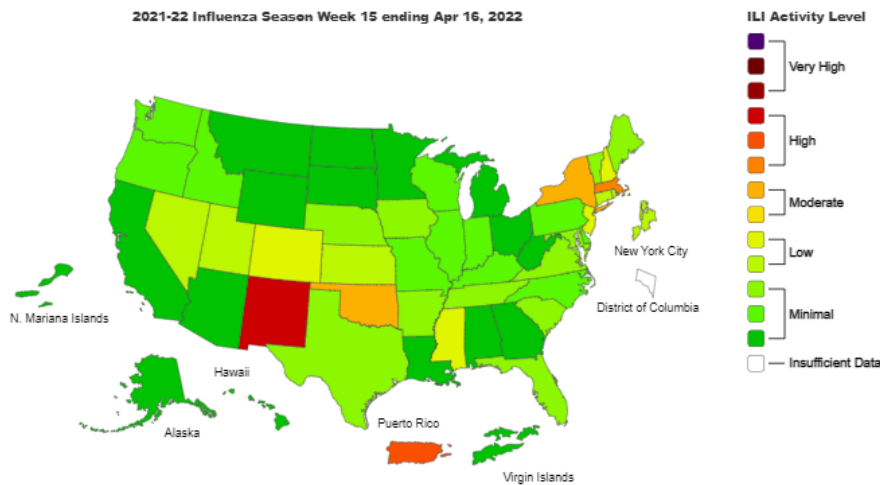 2021-22 Influenza Season Week 15 ending Apr 16, 2022
ILI Activity Level
Very High
High
Moderate
Low
Minimal
Insufficient Data
New York City
District of Columbia
N. Mariana Islands
Hawaii
Alaska
Puerto Rico
Virgin Islands